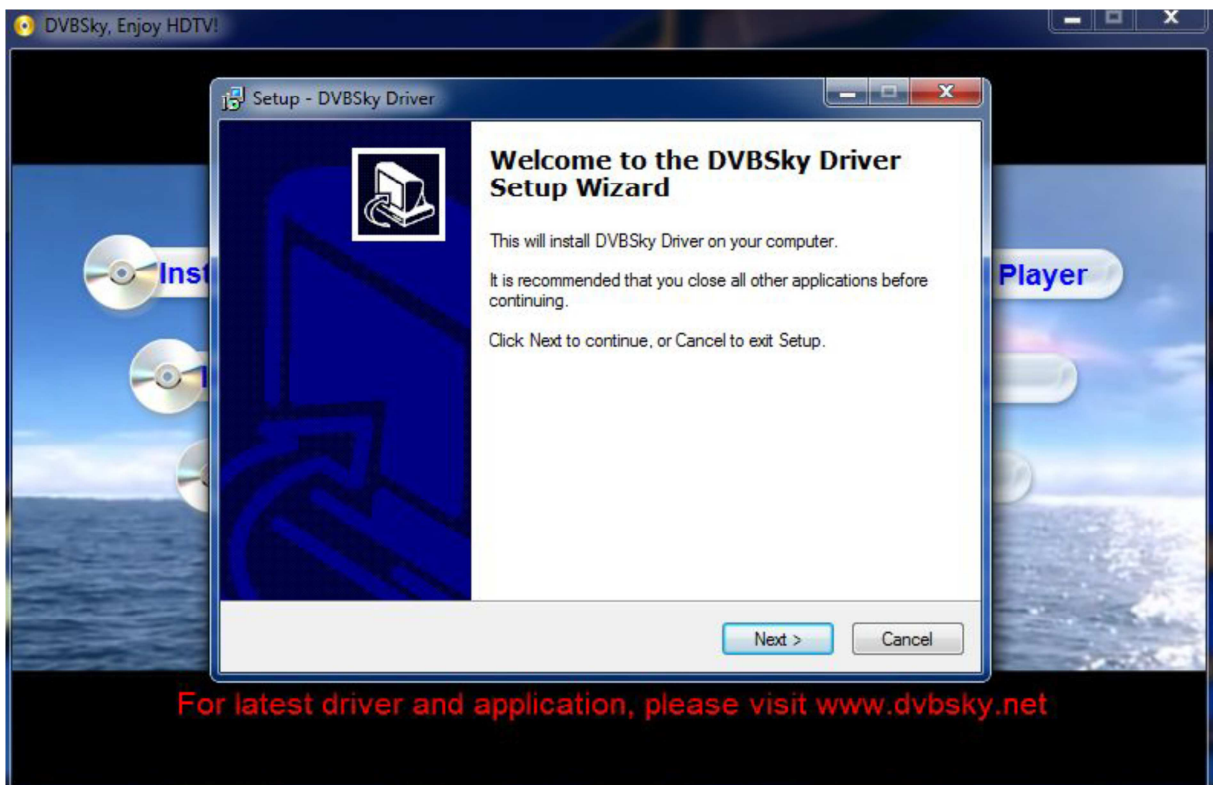 DVBSky, Enjoy HDTV!
Setup - DVBSky Driver
Welcome to the DVBSky Driver
Setup Wizard
This will install DVBSky Driver on your computer.
It is recommended that you close all other applications before
continuing.
Click Next to continue, or Cancel to exit Setup.
Player
Next >
Cancel
For latest driver and application, please visit www.dvbsky.net